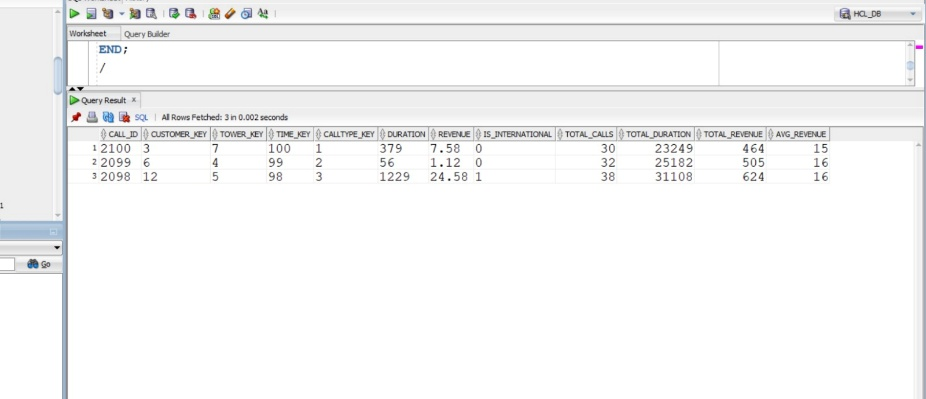 HCL_DB
Worksheet Query Builder
END;
/
Query Result
SQL | All Rows Fetched: 3 in 0.002 seconds
CALL_ID CUSTOMER_KEY TOWER_KEY TIME_KEY CALLTYPE_KEY DURATION REVENUE IS_INTERNATIONAL TOTAL_CALLS TOTAL_DURATION TOTAL_REVENUE AVG_REVENUE
1 2100 3 7 100 1 379 7.58 0 30 23249 464 15
2 2099 6 4 99 2 56 1.12 0 32 25182 505 16
3 2098 12 5 98 3 1229 24.58 1 38 31108 624 16
1
Go